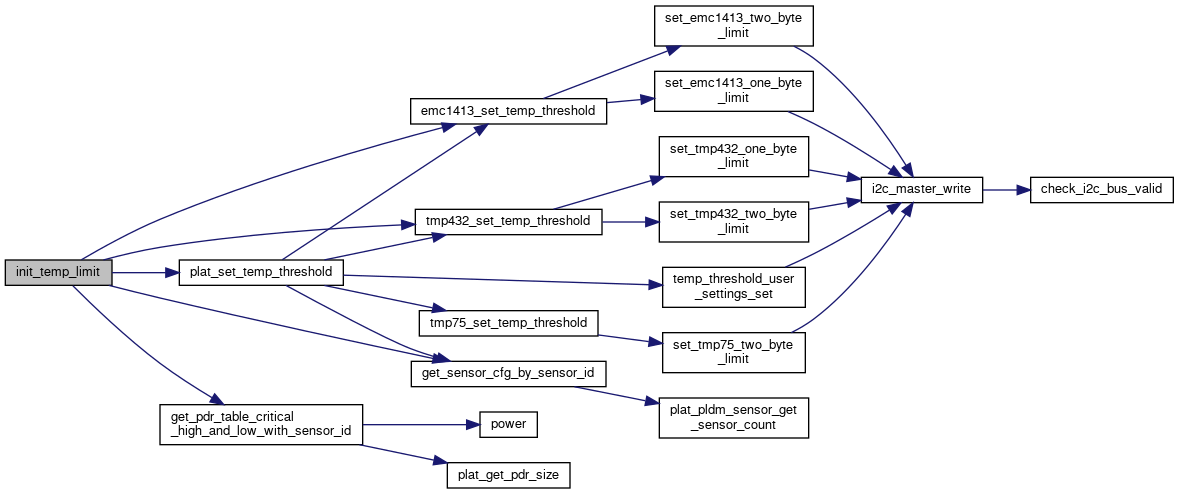 init_temp_limit
emc1413_set_temp_threshold
set_emc1413_two_byte
_limit
set_emc1413_one_byte
_limit
tmp432_set_temp_threshold
set_tmp432_one_byte
_limit
set_tmp432_two_byte
_limit
i2c_master_write
check_i2c_bus_valid
plat_set_temp_threshold
temp_threshold_user
_settings_set
tmp75_set_temp_threshold
set_tmp75_two_byte
_limit
get_sensor_cfg_by_sensor_id
plat_pldm_sensor_get
_sensor_count
get_pdr_table_critical
_high_and_low_with_sensor_id
power
plat_get_pdr_size